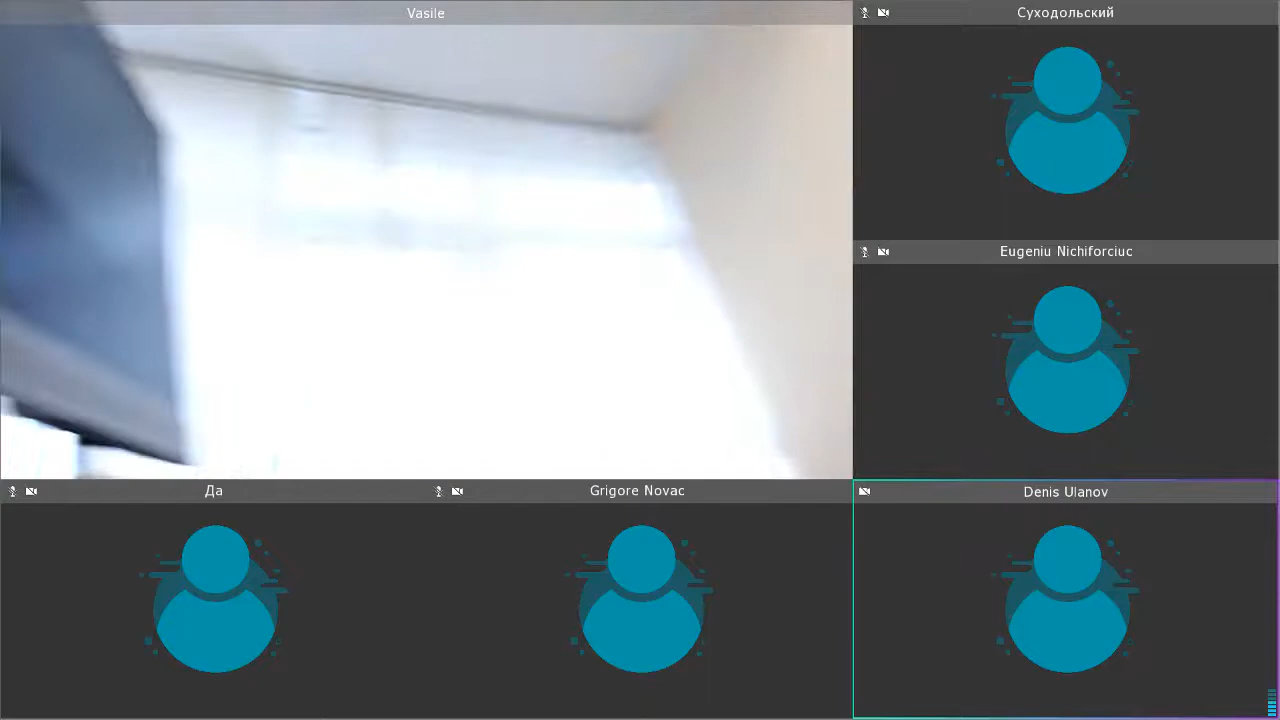 Vasile
Суходольский
Eugeniu Nichiforciuc
Да
Grigore Novac
Denis Ulanov